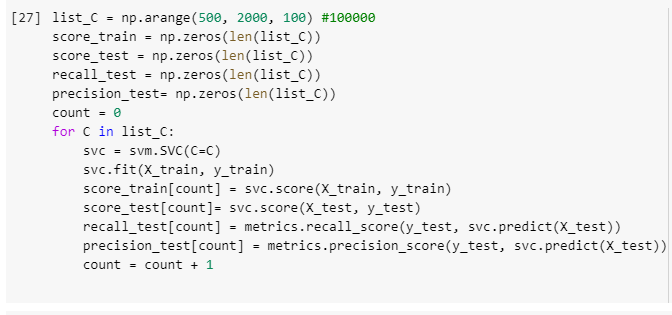 [27] list_C = np.arange(500, 2000, 100) #100000
score_train = np.zeros(len(list_C))
score_test = np.zeros(len(list_C))
recall_test = np.zeros(len(list_C))
precision_test= np.zeros(len(list_C))
count = 0
for C in list_C:
    svc = svm.SVC(C=C)
    svc.fit(X_train, y_train)
    score_train[count] = svc.score(X_train, y_train)
    score_test[count]= svc.score(X_test, y_test)
    recall_test[count] = metrics.recall_score(y_test, svc.predict(X_test))
    precision_test[count] = metrics.precision_score(y_test, svc.predict(X_test))
    count = count + 1